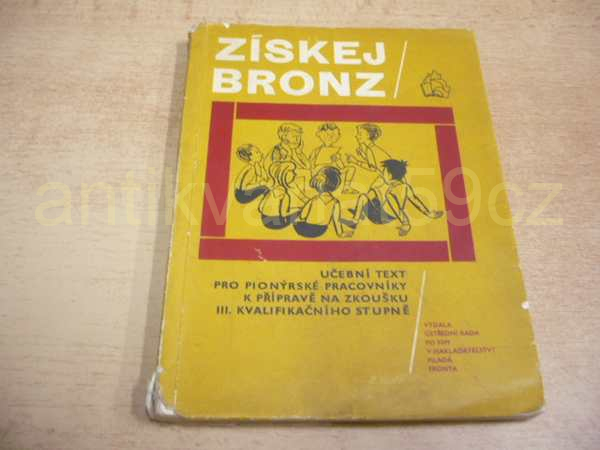 ZÍSKEJ
BRONZ
UČEBNÍ TEXT
PRO PIONÝRSKÉ PRACOVNÍKY
K PŘÍPRAVĚ NA ZKOUŠKU
III. KVALIFIKAČNÍHO STUPNĚ
VYDALA
ÚSTŘEDNÍ RADA
PO SSM
V NAKLADATELSTVÍ
MLADÁ
FRONTA